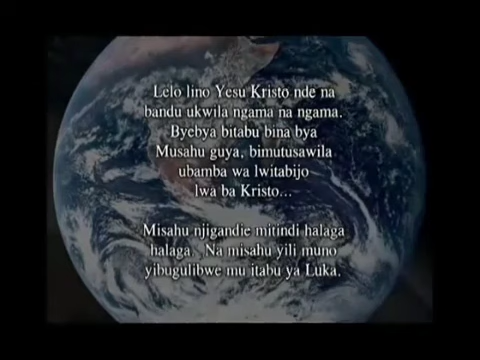 Lelo lino Yesu Kristo nde na
bandu ukwila ngama na ngama.
Byebya bitabu bina bya
Musahu guya, bimutusawila
ubamba wa lwitabijo
lwa ba Kristo...
Misahu njigandie mitindi halaga
halaga. Na misahu yili muno
yibugulibwe mu itabu ya Luka.